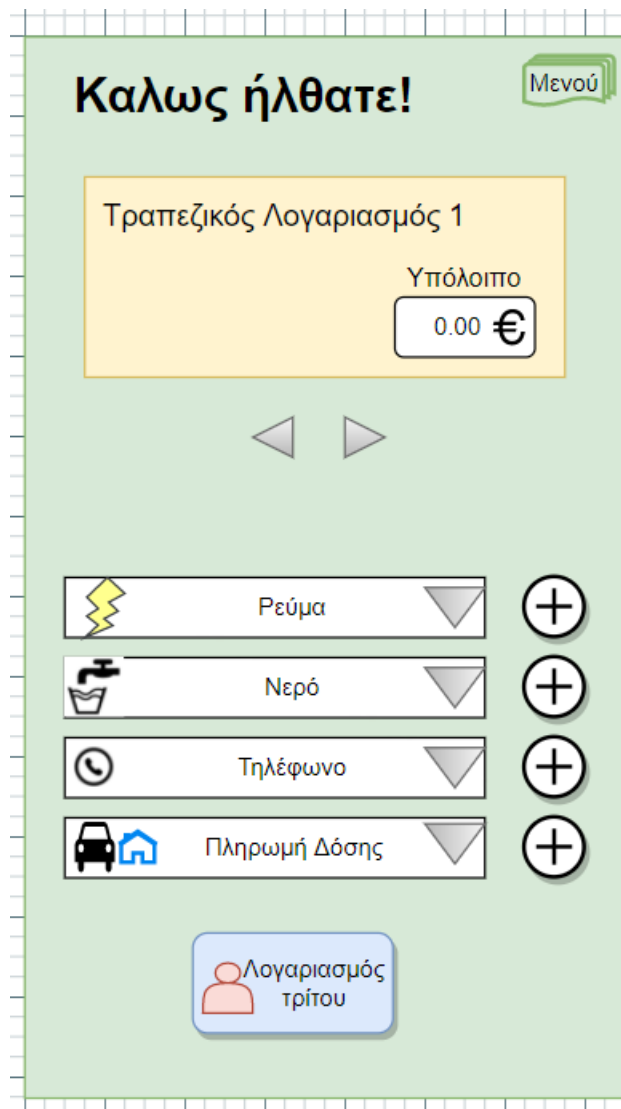 Καλως ήλθατε!
Μενού
Τραπεζικός Λογαριασμός 1
Υπόλοιπο
0.00 €
Ρεύμα
Νερό
Τηλέφωνο
Πληρωμή Δόσης
Λογαριασμός
τρίτου